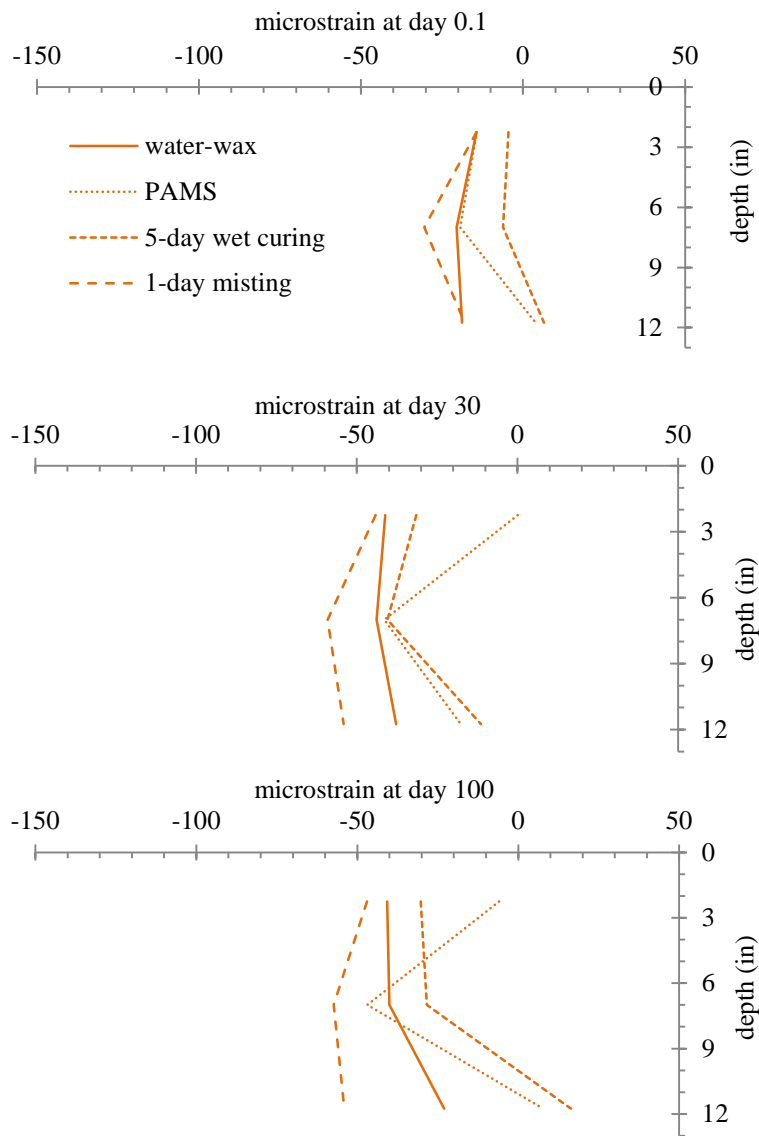 microstrain at day 0.1
-150 -100 -50 0 50
0
3
6
9
12
depth (in)
water-wax
PAMS
5-day wet curing
1-day misting
microstrain at day 30
-150 -100 -50 0 50
0
3
6
9
12
depth (in)
microstrain at day 100
-150 -100 -50 0 50
0
3
6
9
12
depth (in)